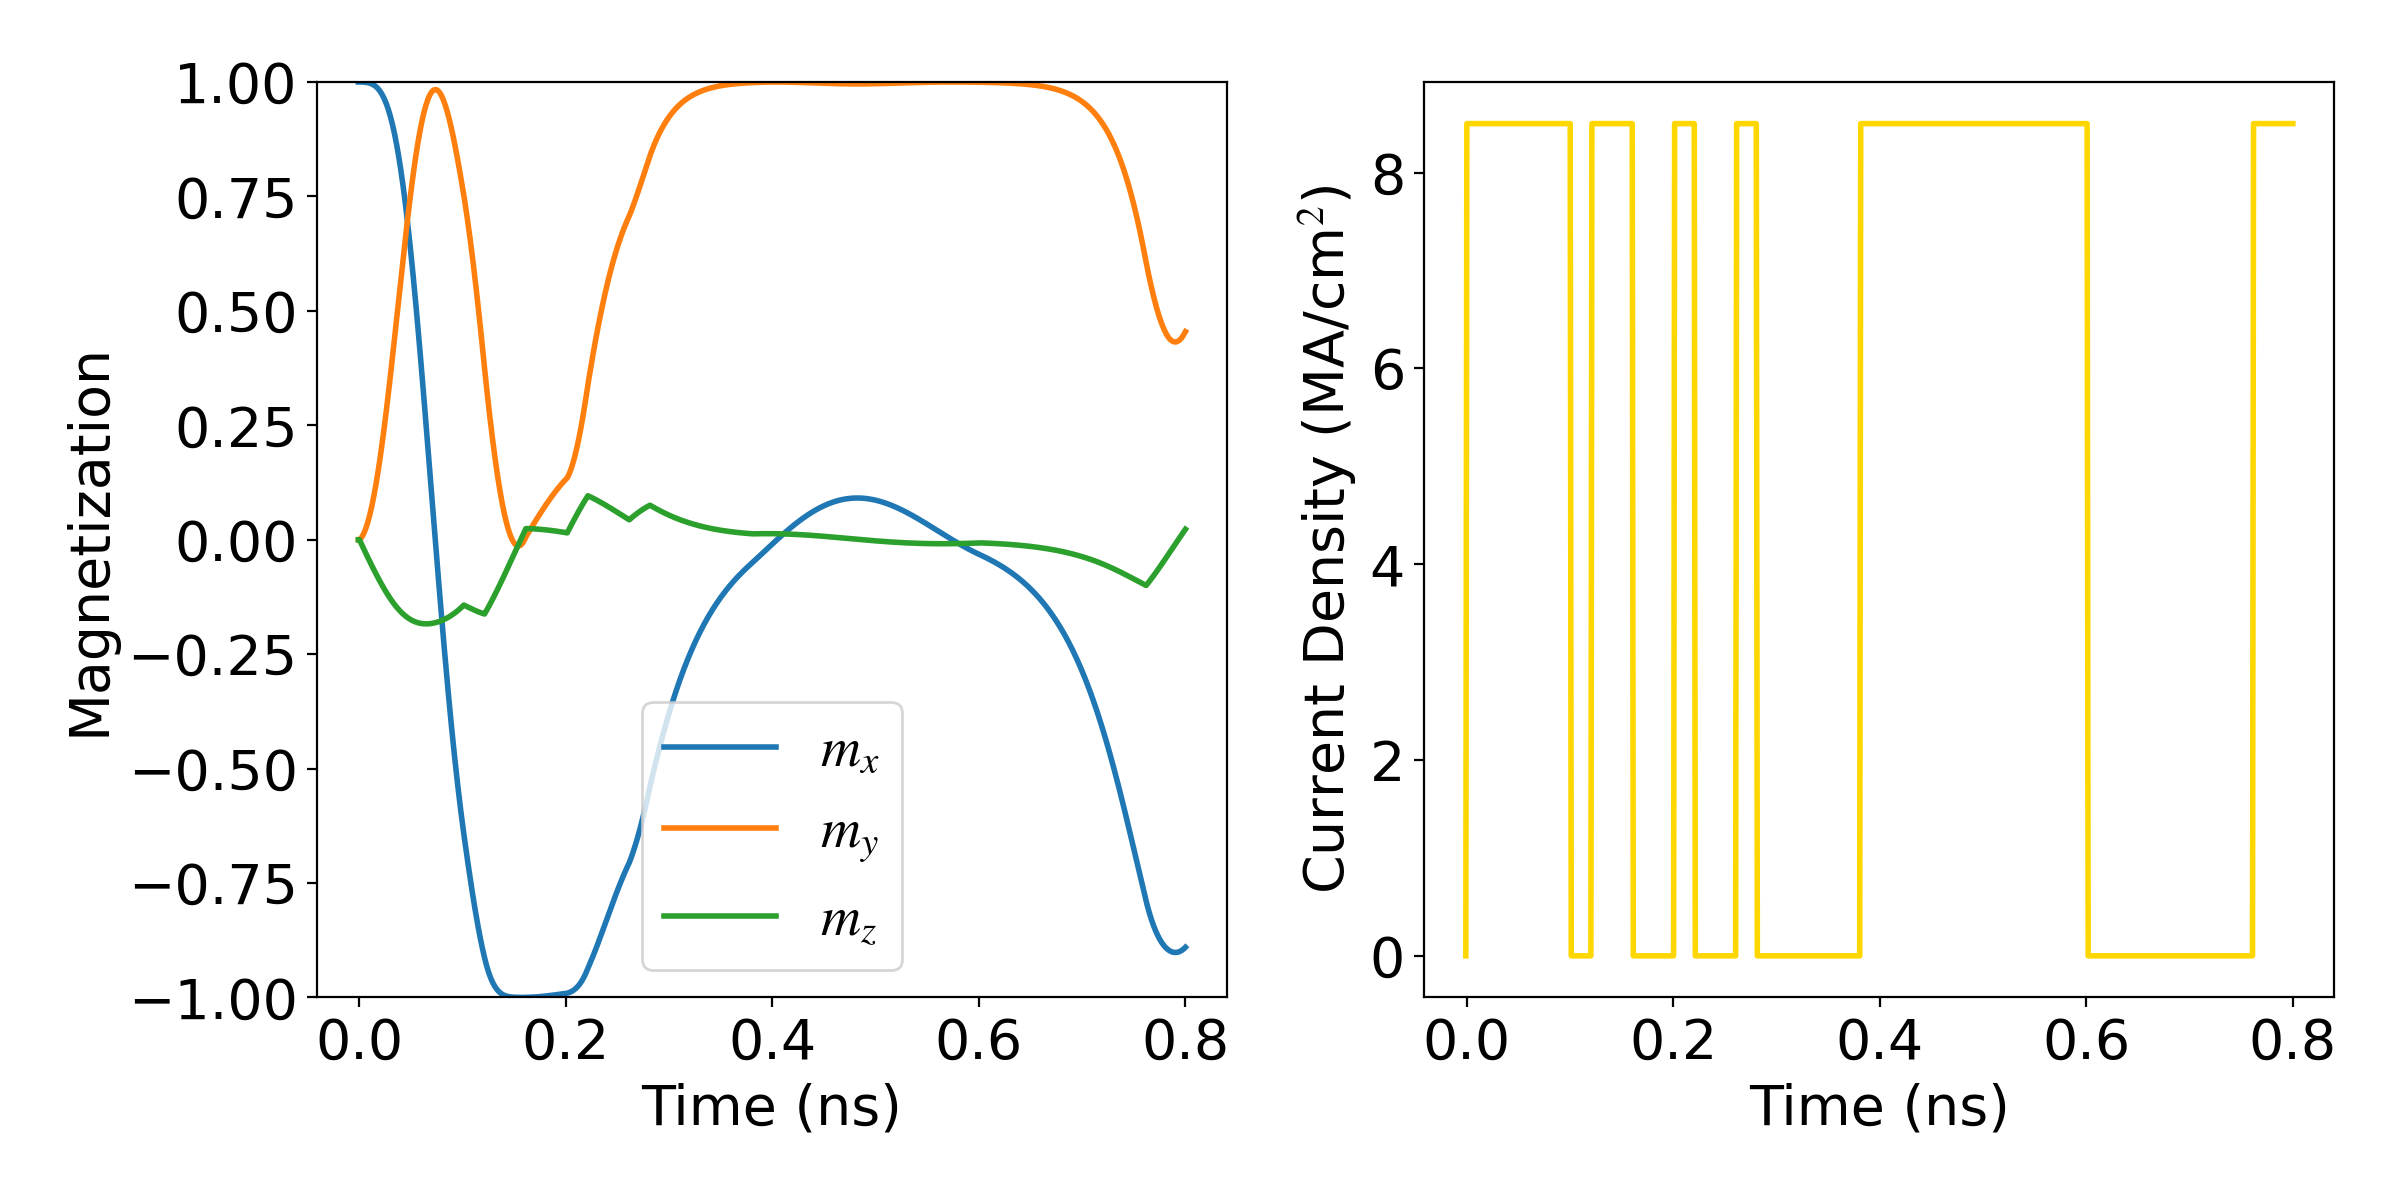 Magnetization
1.00
0.75
0.50
0.25
0.00
−0.25
−0.50
−0.75
−1.00
0.0 0.2 0.4 0.6 0.8
Time (ns)
m_x
m_y
m_z
Current Density (MA/cm²)
8
6
4
2
0
0.0 0.2 0.4 0.6 0.8
Time (ns)